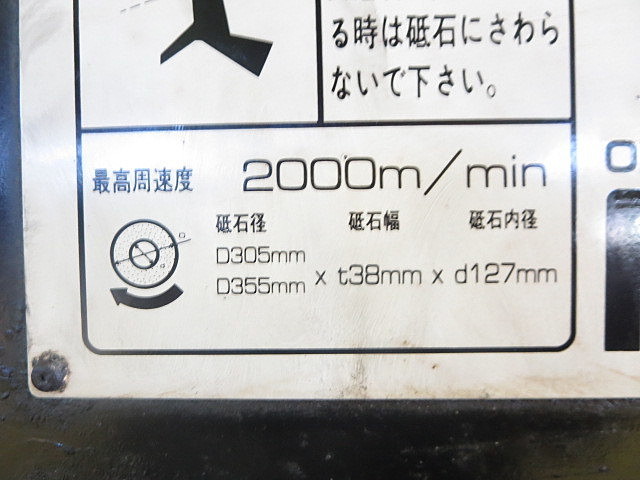 る時は砥石にさわら
ないで下さい。
最高周速度 2000m/min
砥石径 砥石幅 砥石内径
D305mm
D355mm x t38mm x d127mm